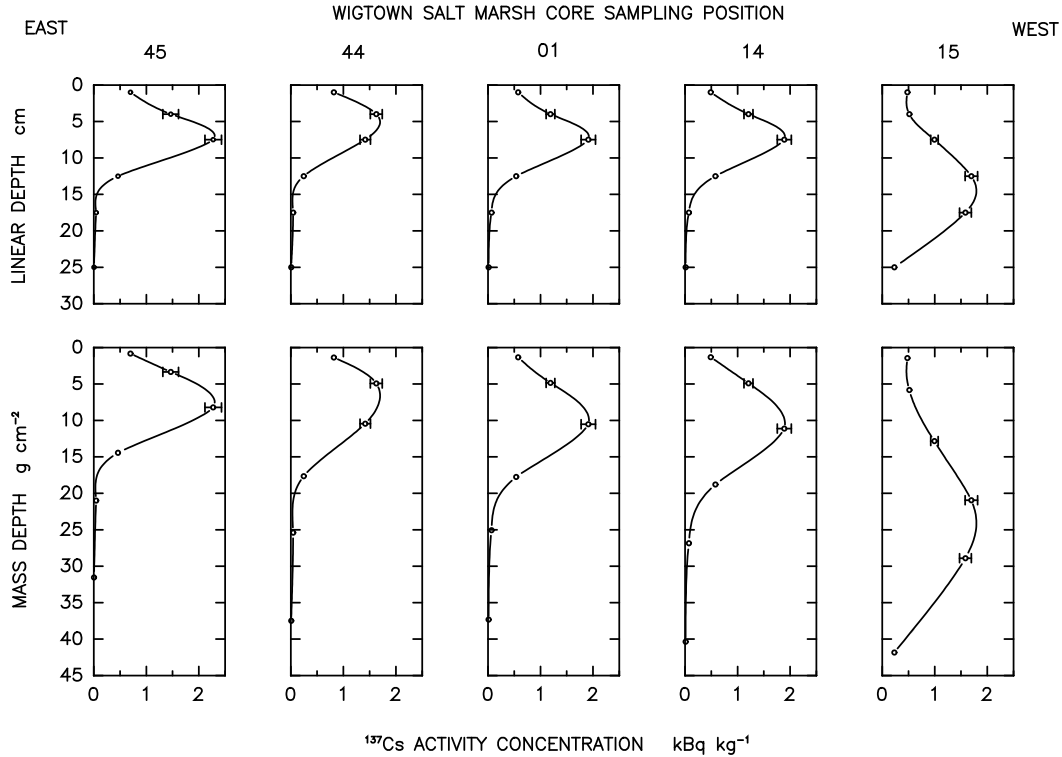 WIGTOWN SALT MARSH CORE SAMPLING POSITION
EAST
WEST
45 44 01 14 15
LINEAR DEPTH cm
0
5
10
15
20
25
30
MASS DEPTH g cm⁻²
0
5
10
15
20
25
30
35
40
45
0 1 2 0 1 2 0 1 2 0 1 2 0 1 2
¹³⁷Cs ACTIVITY CONCENTRATION kBq kg⁻¹